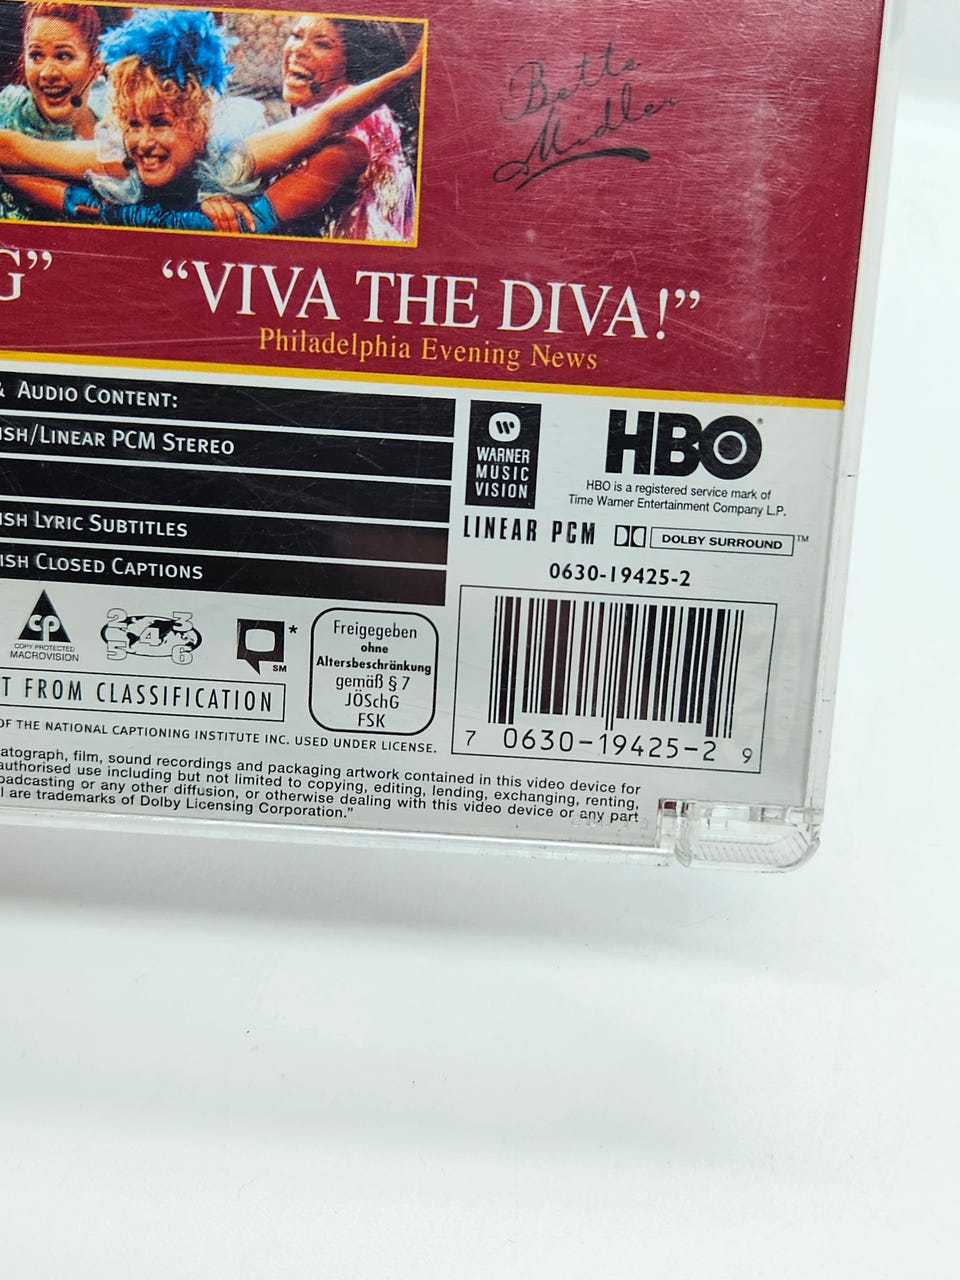 Bette
Midler
G”
“VIVA THE DIVA!”
Philadelphia Evening News
& AUDIO CONTENT:
ISH/LINEAR PCM STEREO
ISH LYRIC SUBTITLES
ISH CLOSED CAPTIONS
WARNER
MUSIC
VISION
HBO®
HBO is a registered service mark of
Time Warner Entertainment Company L.P.
LINEAR PCM DOLBY SURROUND™
0630-19425-2
CP
COPY PROTECTED
MACROVISION
2 3
4
5 6
* SM
Freigegeben
ohne
Altersbeschränkung
gemäß § 7
JÖSchG
FSK
T FROM CLASSIFICATION
7 0630-19425-2 9
OF THE NATIONAL CAPTIONING INSTITUTE INC. USED UNDER LICENSE.
atograph, film, sound recordings and packaging artwork contained in this video device for
authorised use including but not limited to copying, editing, lending, exchanging, renting,
oadcasting or any other diffusion, or otherwise dealing with this video device or any part
l are trademarks of Dolby Licensing Corporation.”